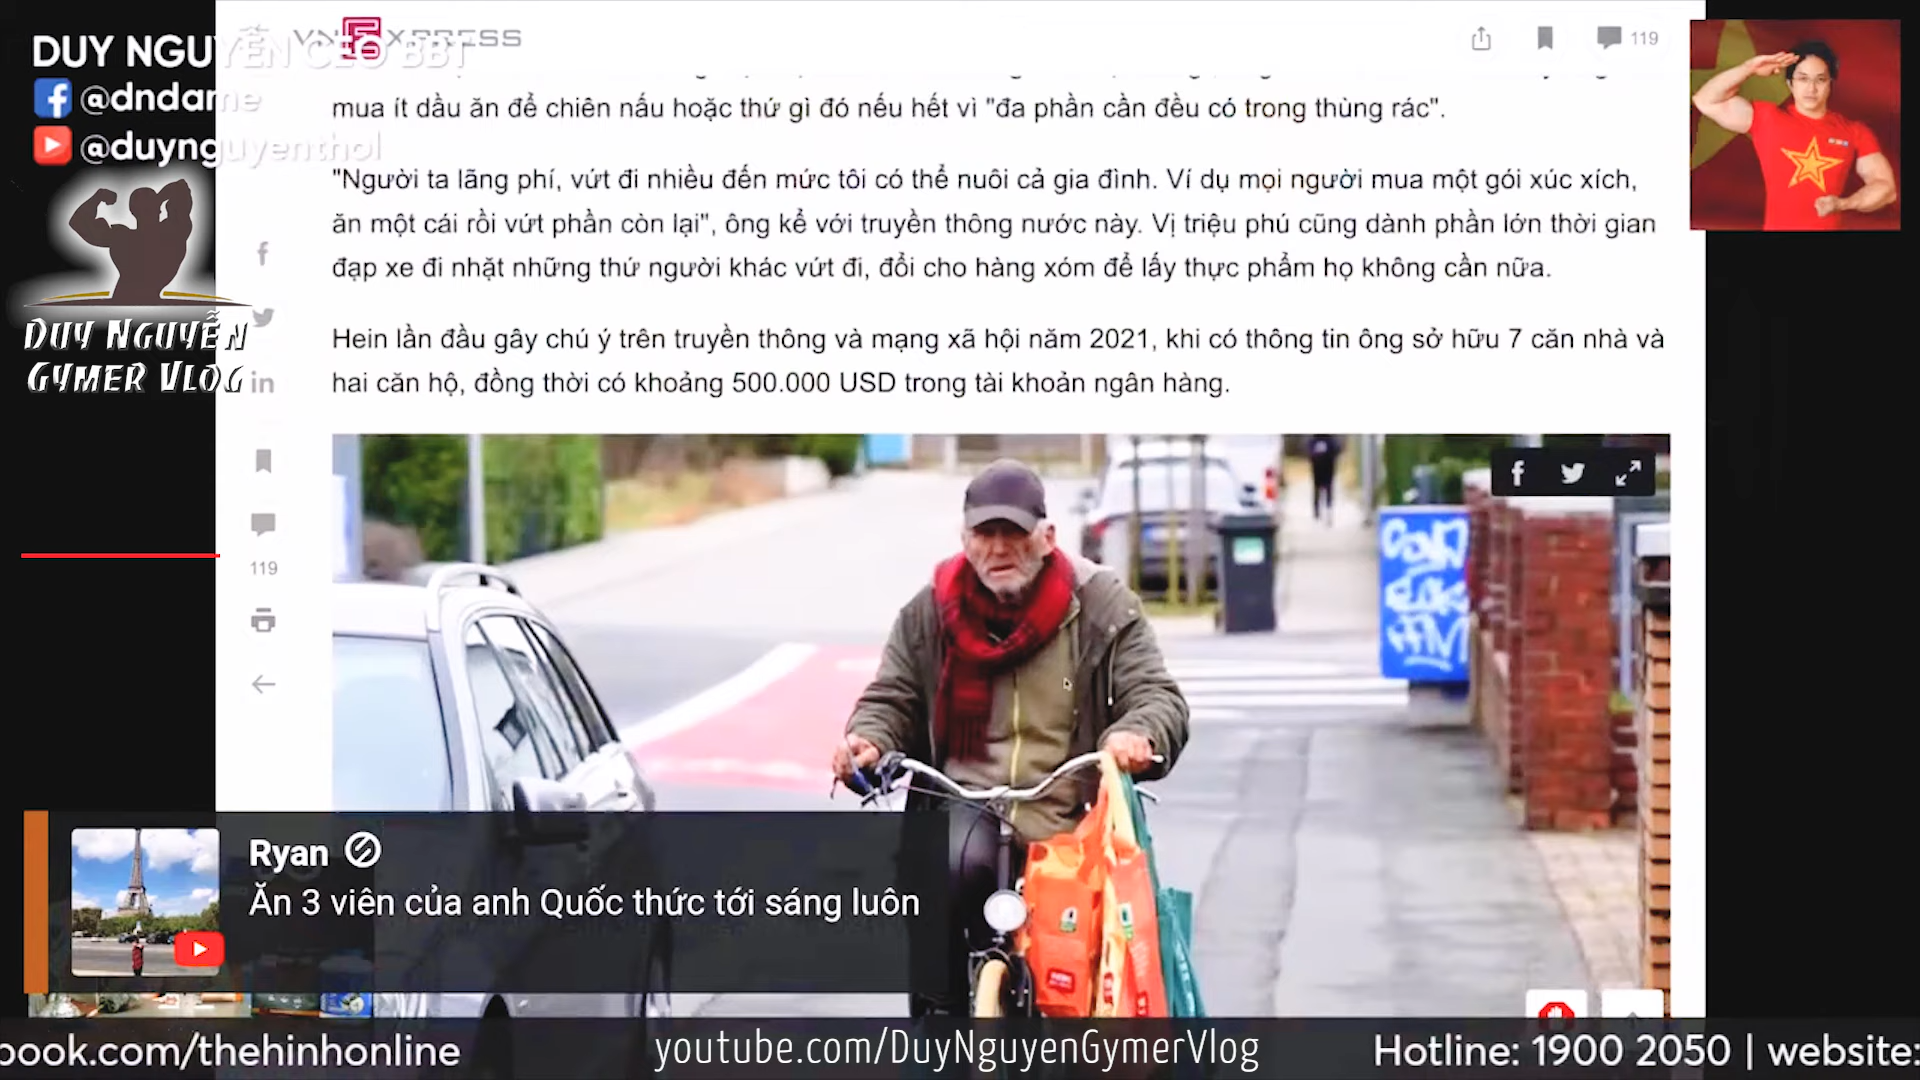 DUY NGUYỄN CEO BBT
@dndame
@duynguyenthol
VNEXPRESS
119
mua ít dầu ăn để chiên nấu hoặc thứ gì đó nếu hết vì "đa phần cần đều có trong thùng rác".
"Người ta lãng phí, vứt đi nhiều đến mức tôi có thể nuôi cả gia đình. Ví dụ mọi người mua một gói xúc xích,
ăn một cái rồi vứt phần còn lại", ông kể với truyền thông nước này. Vị triệu phú cũng dành phần lớn thời gian
đạp xe đi nhặt những thứ người khác vứt đi, đổi cho hàng xóm để lấy thực phẩm họ không cần nữa.
Hein lần đầu gây chú ý trên truyền thông và mạng xã hội năm 2021, khi có thông tin ông sở hữu 7 căn nhà và
hai căn hộ, đồng thời có khoảng 500.000 USD trong tài khoản ngân hàng.
DUY NGUYỄN
GYMER VLOG
in
119
Ryan
Ăn 3 viên của anh Quốc thức tới sáng luôn
book.com/thehinhonline
youtube.com/DuyNguyenGymerVlog
Hotline: 1900 2050 | website: